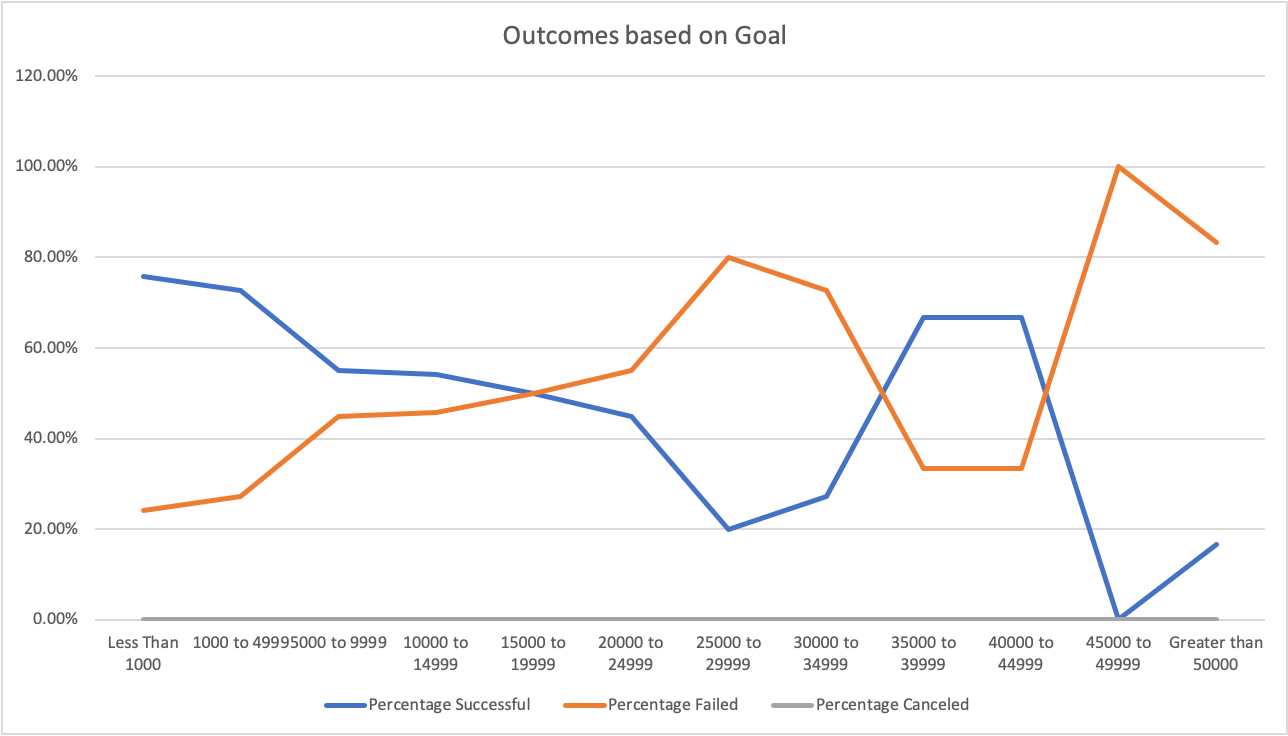 Outcomes based on Goal
120.00%
100.00%
80.00%
60.00%
40.00%
20.00%
0.00%
Less Than
1000
1000 to 4999
5000 to 9999
10000 to
14999
15000 to
19999
20000 to
24999
25000 to
29999
30000 to
34999
35000 to
39999
40000 to
44999
45000 to
49999
Greater than
50000
Percentage Successful
Percentage Failed
Percentage Canceled